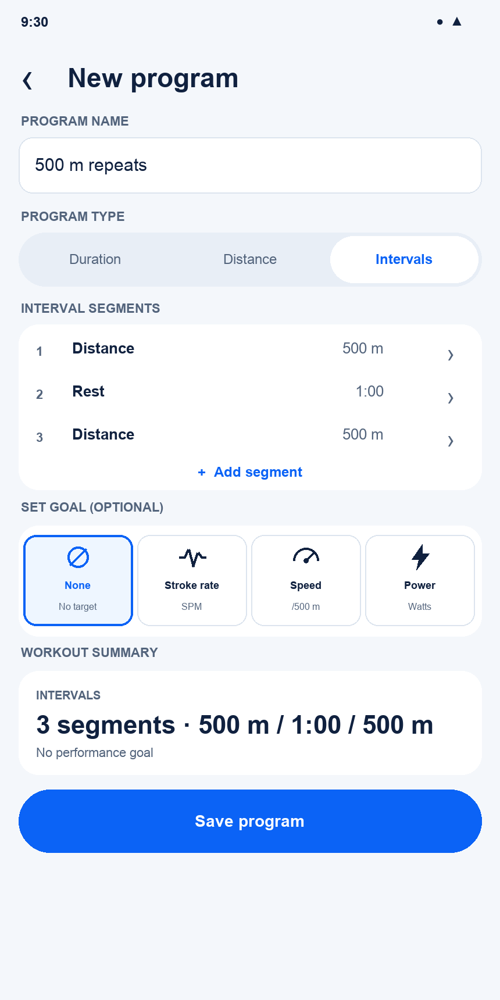 9:30
New program
PROGRAM NAME
500 m repeats
PROGRAM TYPE
Duration Distance Intervals
INTERVAL SEGMENTS
1 Distance 500 m
2 Rest 1:00
3 Distance 500 m
+ Add segment
SET GOAL (OPTIONAL)
None Stroke rate Speed Power
No target SPM /500 m Watts
WORKOUT SUMMARY
INTERVALS
3 segments · 500 m / 1:00 / 500 m
No performance goal
Save program